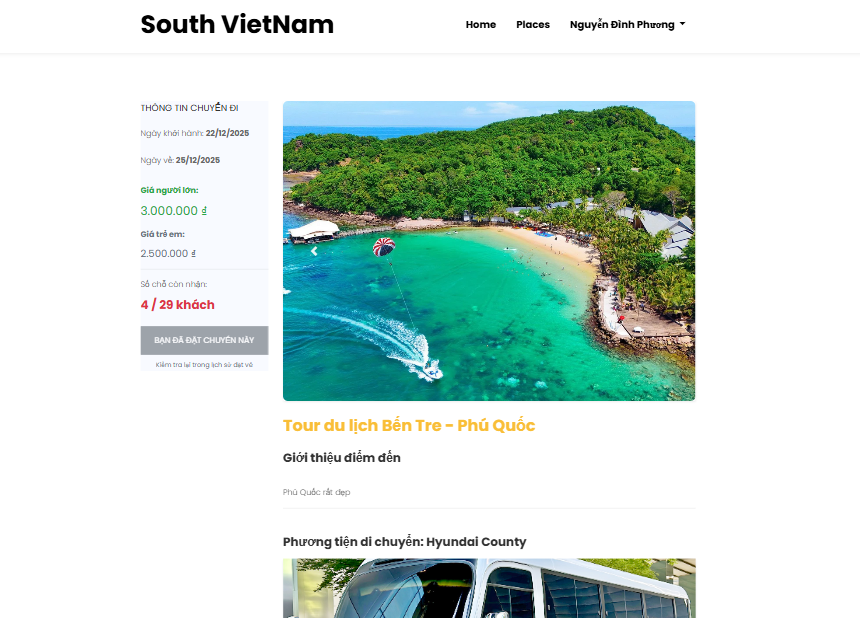 South VietNam
Home
Places
Nguyễn Đình Phương
THÔNG TIN CHUYẾN ĐI
Ngày khởi hành: 22/12/2025
Ngày về: 25/12/2025
Giá người lớn:
3.000.000 ₫
Giá trẻ em:
2,500.000 ₫
Số chỗ còn nhận:
4 / 29 khách
BẠN ĐÃ ĐẶT CHUYẾN NÀY
Kiểm tra lại trong lịch sử đặt vé
Tour du lịch Bến Tre - Phú Quốc
Giới thiệu điểm đến
Phú Quốc rất đẹp
Phương tiện di chuyển: Hyundai County